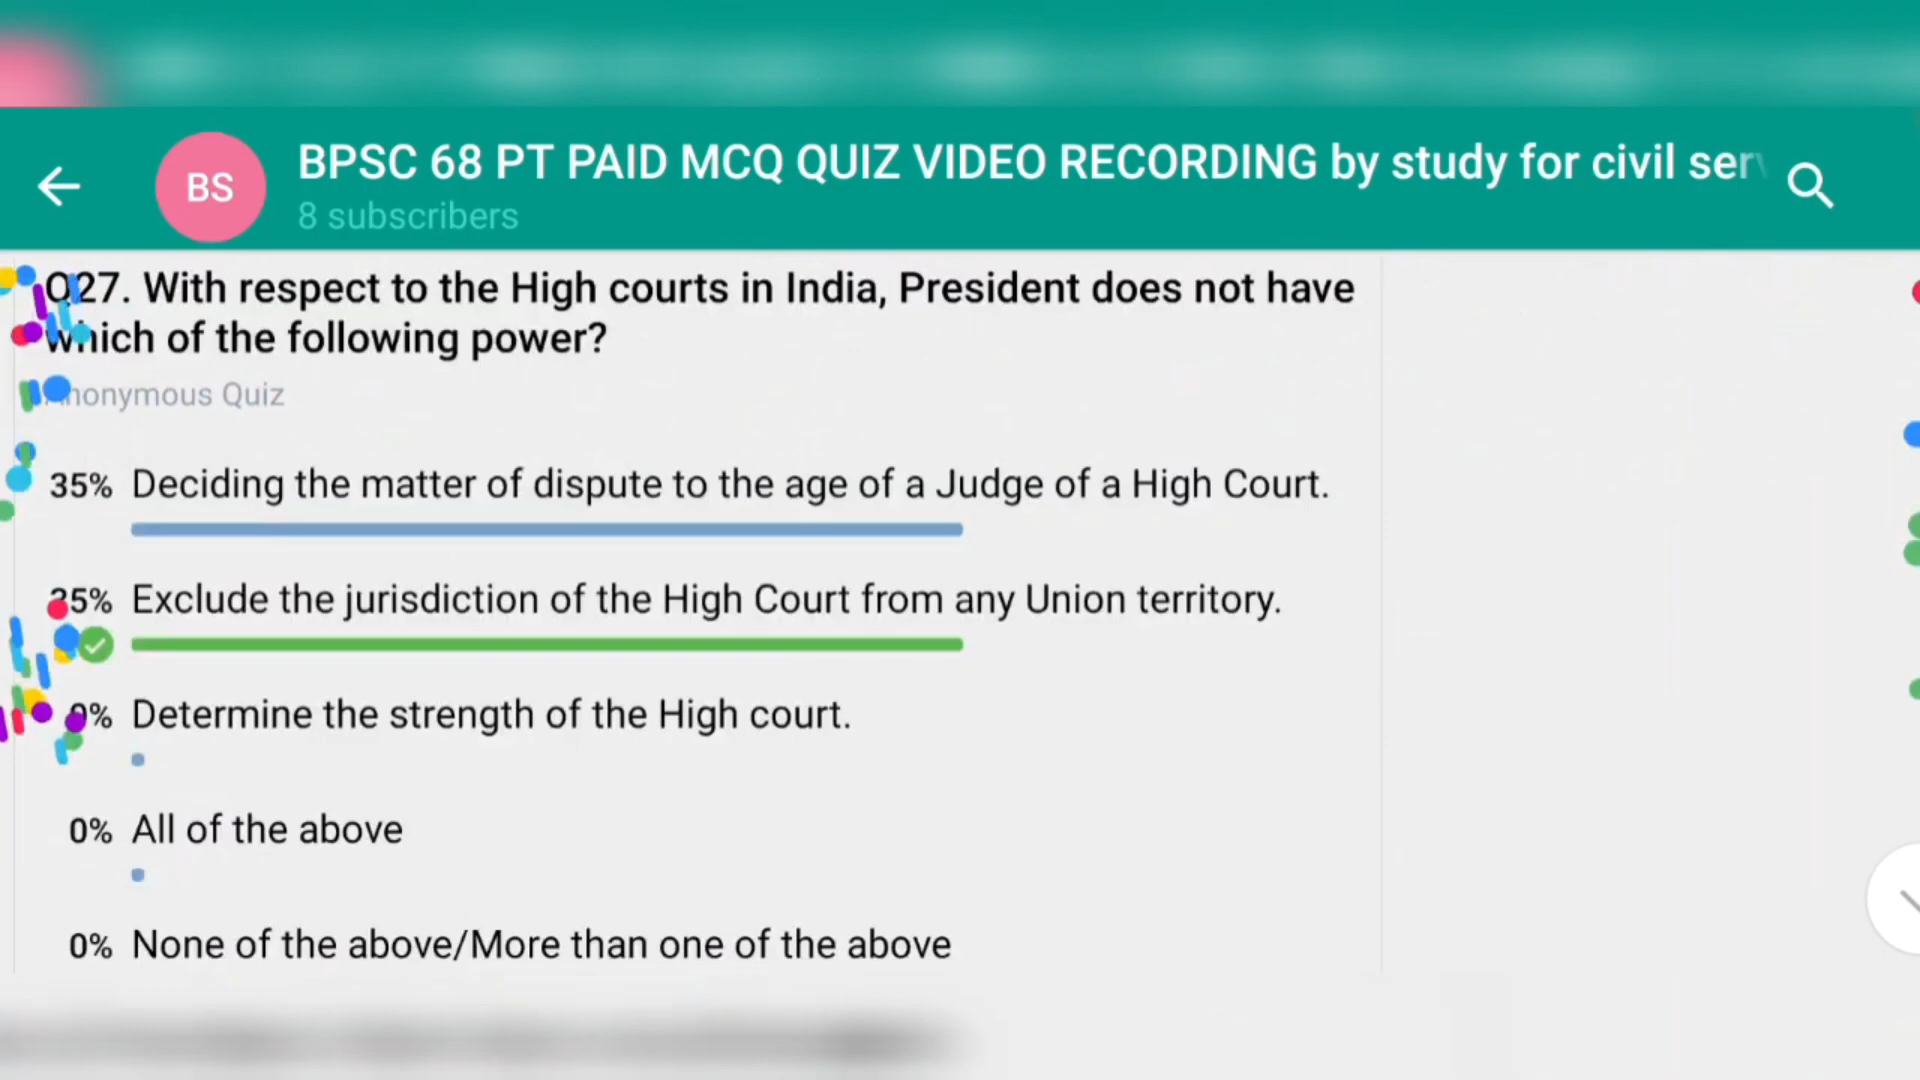 BS
BPSC 68 PT PAID MCQ QUIZ VIDEO RECORDING by study for civil serv
8 subscribers
Q27. With respect to the High courts in India, President does not have
which of the following power?
Anonymous Quiz
35% Deciding the matter of dispute to the age of a Judge of a High Court.
35% Exclude the jurisdiction of the High Court from any Union territory.
0% Determine the strength of the High court.
0% All of the above
0% None of the above/More than one of the above